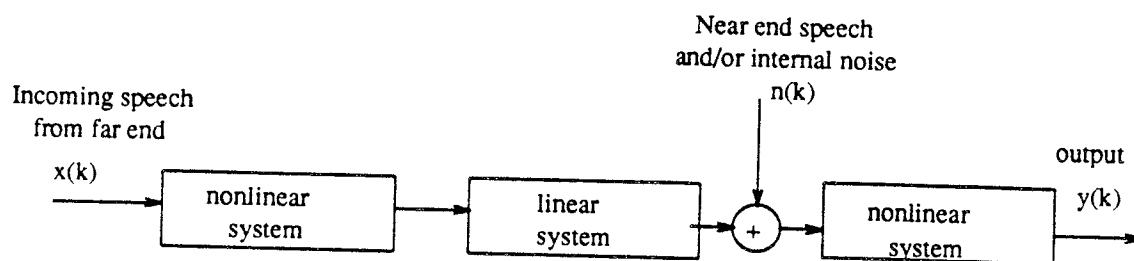 Near end speech
and/or internal noise
n(k)
Incoming speech
from far end
x(k)
nonlinear
system
linear
system
+
nonlinear
system
output
y(k)